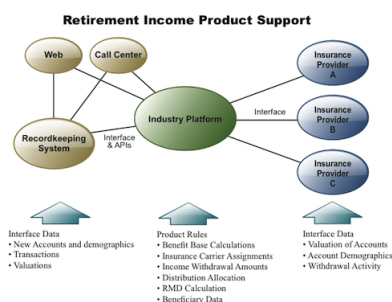 Retirement Income Product Support
Web
Call Center
Insurance
Provider
A
Industry Platform
Interface
Insurance
Provider
B
Recordkeeping
System
Interface
& APIs
Insurance
Provider
C
Interface Data
• New Accounts and demographics
• Transactions
• Valuations
Product Rules
• Benefit Base Calculations
• Insurance Carrier Assignments
• Income Withdrawal Amounts
• Distribution Allocation
• RMD Calculation
• Beneficiary Data
Interface Data
• Valuation of Accounts
• Account Demographics
• Withdrawal Activity